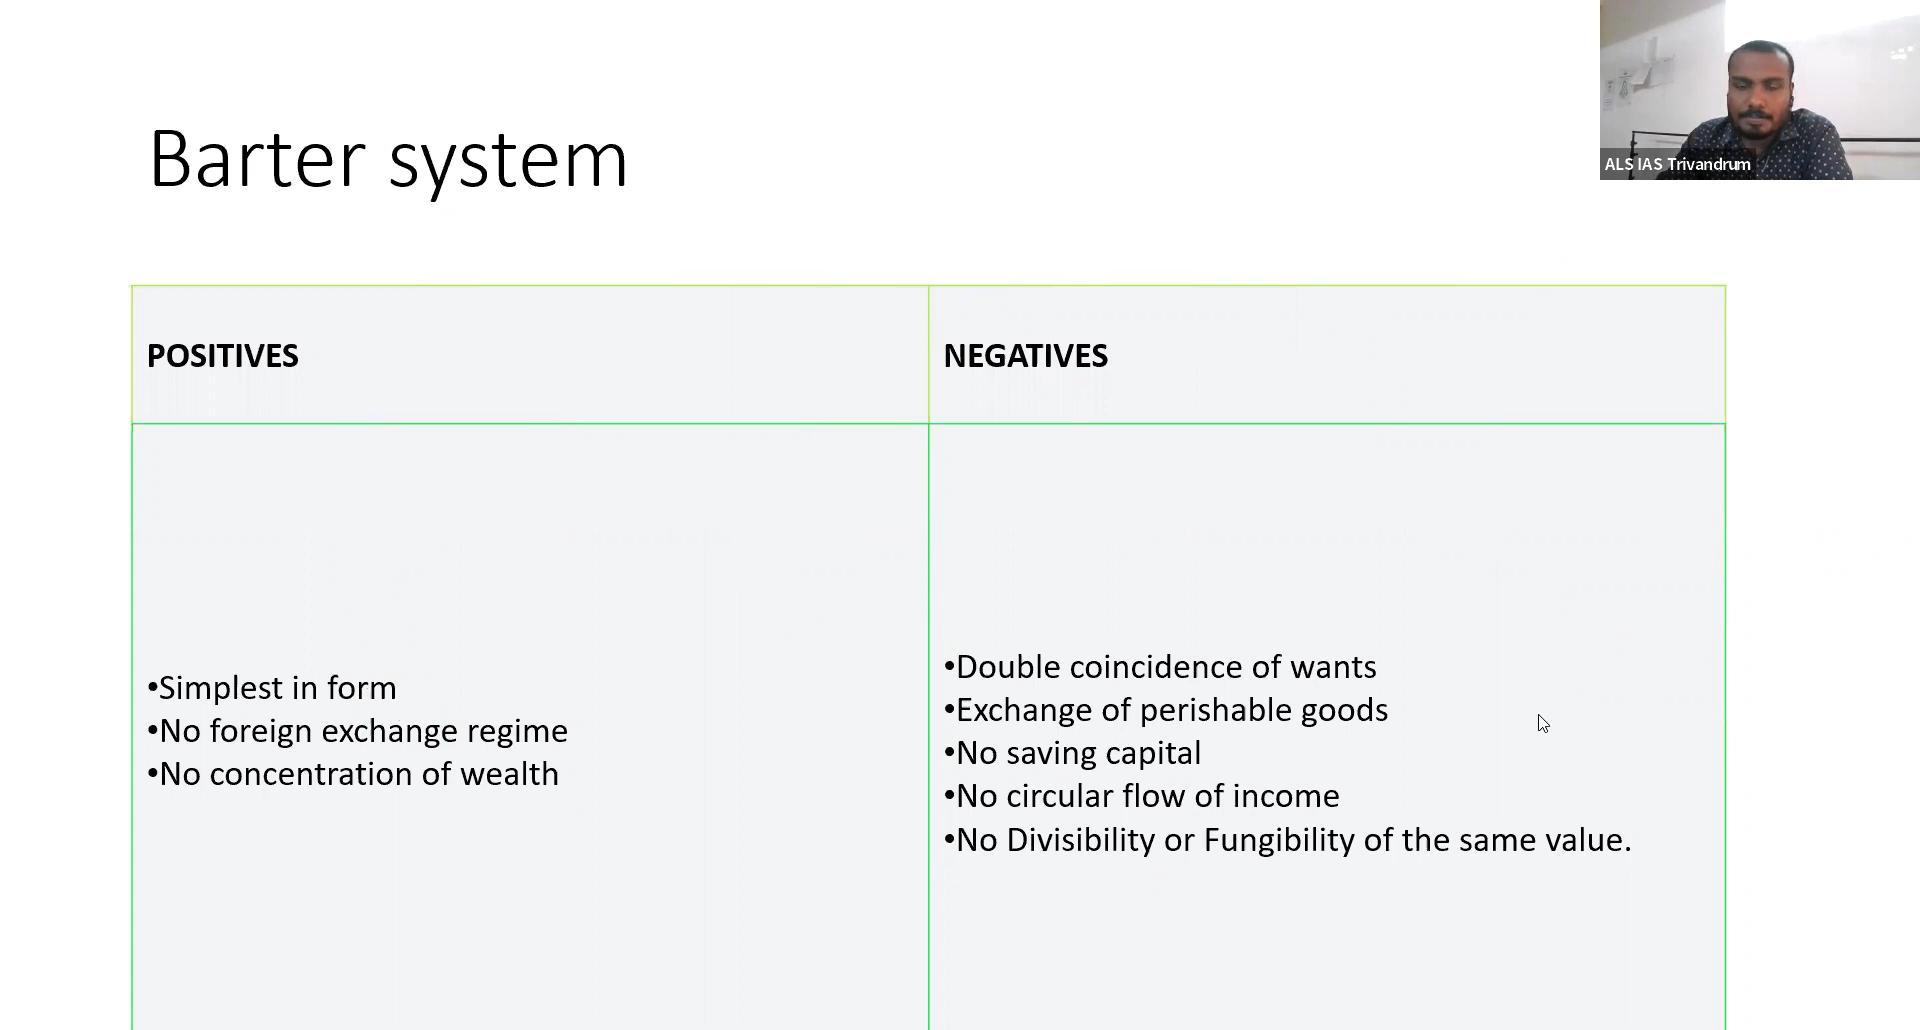 ALS IAS Trivandrum
Barter system
POSITIVES
NEGATIVES
•Simplest in form
•No foreign exchange regime
•No concentration of wealth
•Double coincidence of wants
•Exchange of perishable goods
•No saving capital
•No circular flow of income
•No Divisibility or Fungibility of the same value.